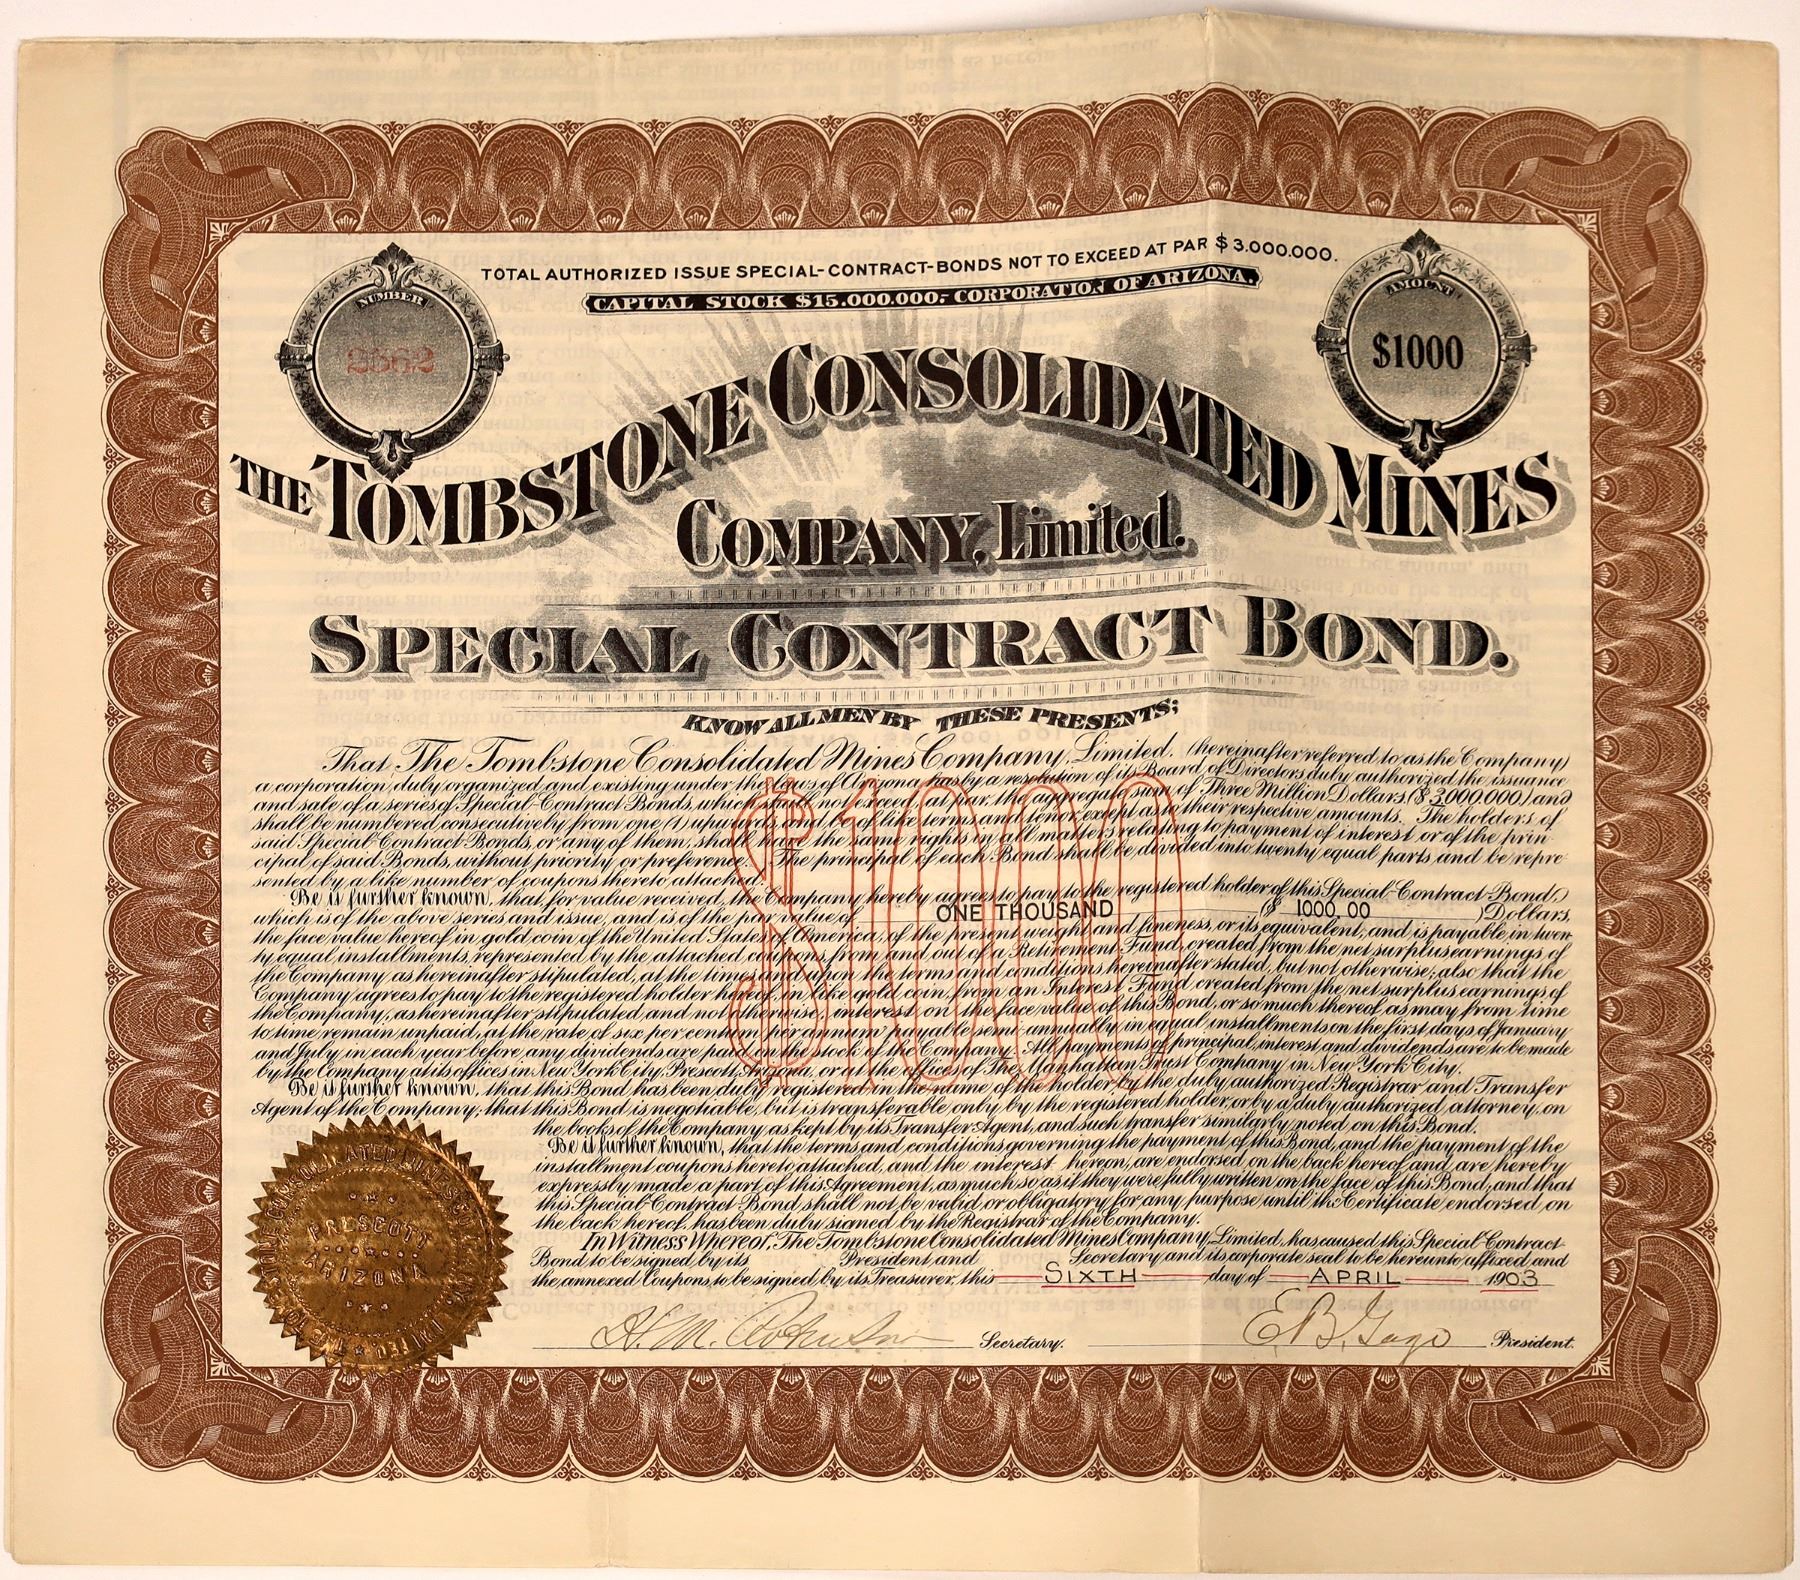 TOTAL AUTHORIZED ISSUE SPECIAL-CONTRACT-BONDS NOT TO EXCEED AT PAR $3.000.000.
CAPITAL STOCK $15.000.000.- CORPORATION OF ARIZONA.
NUMBER
2562
AMOUNT
$1000
THE TOMBSTONE CONSOLIDATED MINES
COMPANY, Limited.
SPECIAL CONTRACT BOND.
KNOW ALL MEN BY THESE PRESENTS;
That The Tombstone Consolidated Mines Company, Limited. (hereinafter referred to as the Company)
a corporation, duly organized and existing under the laws of Arizona has by a resolution of its Board of Directors duly authorized the issuance
and sale of a series of Special-Contract-Bonds, which shall not exceed, at par, the aggregate sum of Three Million Dollars, ($3.000.000.) and
shall be numbered consecutively from one (1) upwards, and be of like terms and tenor, except as to their respective amounts. The holders of
said Special-Contract-Bonds, or any of them, shall have the same rights in all matters relating to payment of interest or of the prin-
cipal of said Bonds, without priority or preference. The principal of each Bond shall be divided into twenty equal parts and be repre-
sented by a like number of coupons thereto attached.
Be it further known, that for value received, the Company hereby agrees to pay to the registered holder of this Special-Contract-Bond,
which is of the above series and issue, and is of the par value of ONE THOUSAND ($ 1000.00 ) Dollars,
the face value hereof in gold coin of the United States of America, of the present weight and fineness, or its equivalent, and is payable in twen-
ty equal installments, represented by the attached coupons, from and out of a Retirement Fund, created from the net surplus earnings of
the Company as hereinafter stipulated, at the times and upon the terms and conditions hereinafter stated, but not otherwise; also that the
Company agrees to pay to the registered holder hereof, in like gold coin, from an Interest Fund created from the net surplus earnings of
the Company, as hereinafter stipulated and not otherwise, interest on the face value of this Bond, or so much thereof as may from time
to time remain unpaid, at the rate of six per centum per annum payable semi-annually, in equal installments on the first days of January
and July in each year before any dividends are paid on the stock of the Company. All payments of principal, interest and dividends are to be made
by the Company at its offices in New York City, Prescott, Arizona, or at the offices of The Manhattan Trust Company in New York City.
Be it further known, that this Bond has been duly registered in the name of the holder by the duly authorized Registrar and Transfer
Agent of the Company; that this Bond is negotiable, but is transferable only by the registered holder, or by a duly authorized attorney, on
the books of the Company as kept by its Transfer Agent, and such transfer similarly noted on this Bond.
Be it further known, that the terms and conditions governing the payment of this Bond, and the payment of the
installment coupons hereto attached, and the interest hereon, are endorsed on the back hereof and are hereby
expressly made a part of this Agreement, as much so as if they were fully written on the face of this Bond, and that
this Special-Contract-Bond shall not be valid or obligatory for any purpose until the Certificate endorsed on
the back hereof, has been duly signed by the Registrar of the Company.
In Witness Whereof, The Tombstone Consolidated Mines Company, Limited, has caused this Special-Contract-
Bond to be signed by its President and Secretary and its corporate seal to be hereunto affixed and
the annexed Coupons, to be signed by its Treasurer, this SIXTH day of APRIL 1903
$1000
THE TOMBSTONE CONSOLIDATED MINES CO. LIMITED.
PRESCOTT
ARIZONA
H. M. Robinson Secretary.
E. B. Gage President.